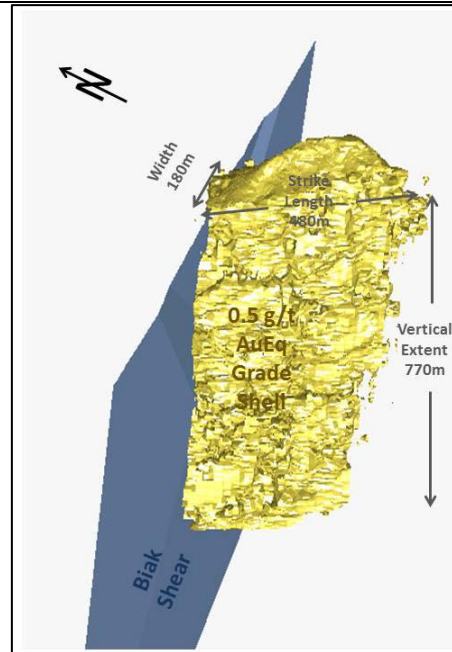 N
Width
180m
Strike
Length
480m
0.5 g/t
AuEq
Grade
Shell
Vertical
Extent
770m
Biak
Shear